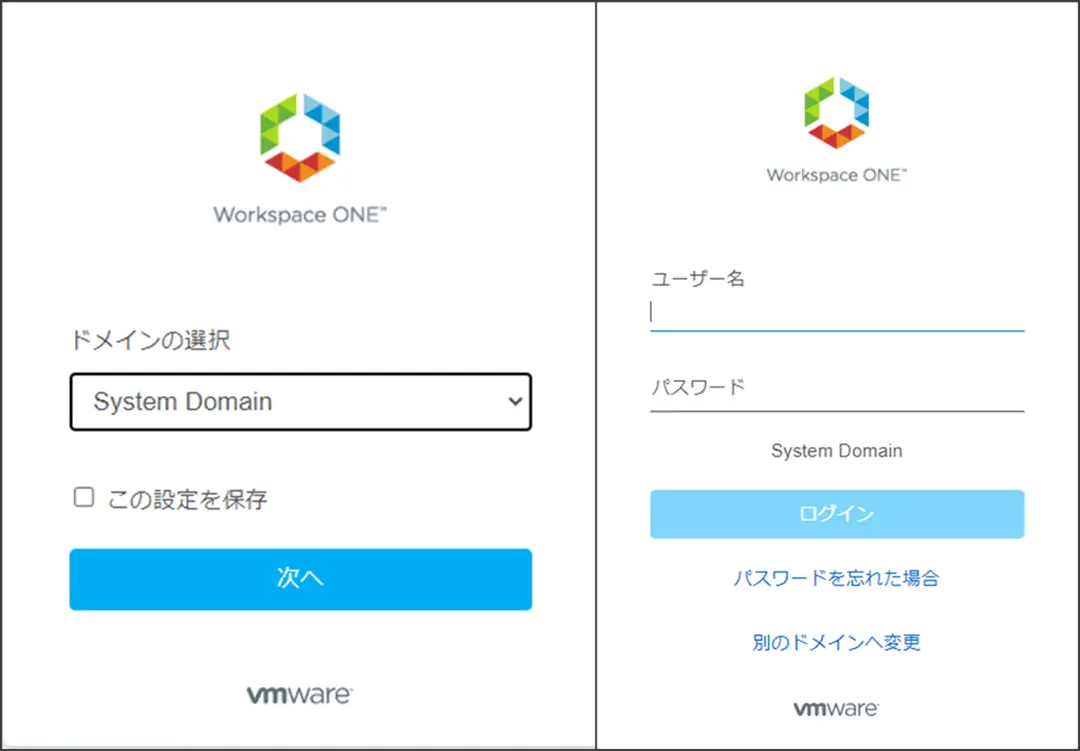 Workspace ONE™
ドメインの選択
System Domain
この設定を保存
次へ
vmware
Workspace ONE™
ユーザー名
パスワード
System Domain
ログイン
パスワードを忘れた場合
別のドメインへ変更
vmware